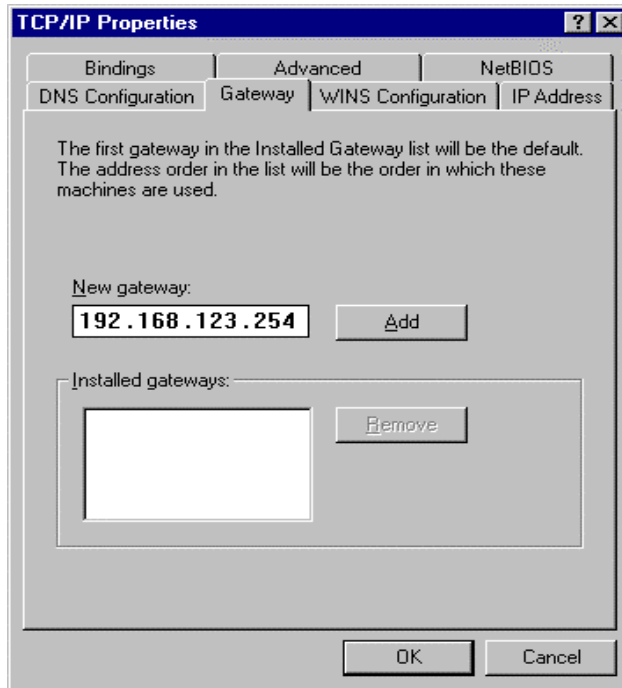 TCP/IP Properties
Bindings Advanced NetBIOS
DNS Configuration Gateway WINS Configuration IP Address
The first gateway in the Installed Gateway list will be the default.
The address order in the list will be the order in which these
machines are used.
New gateway:
192.168.123.254 Add
Installed gateways:
Remove
OK Cancel